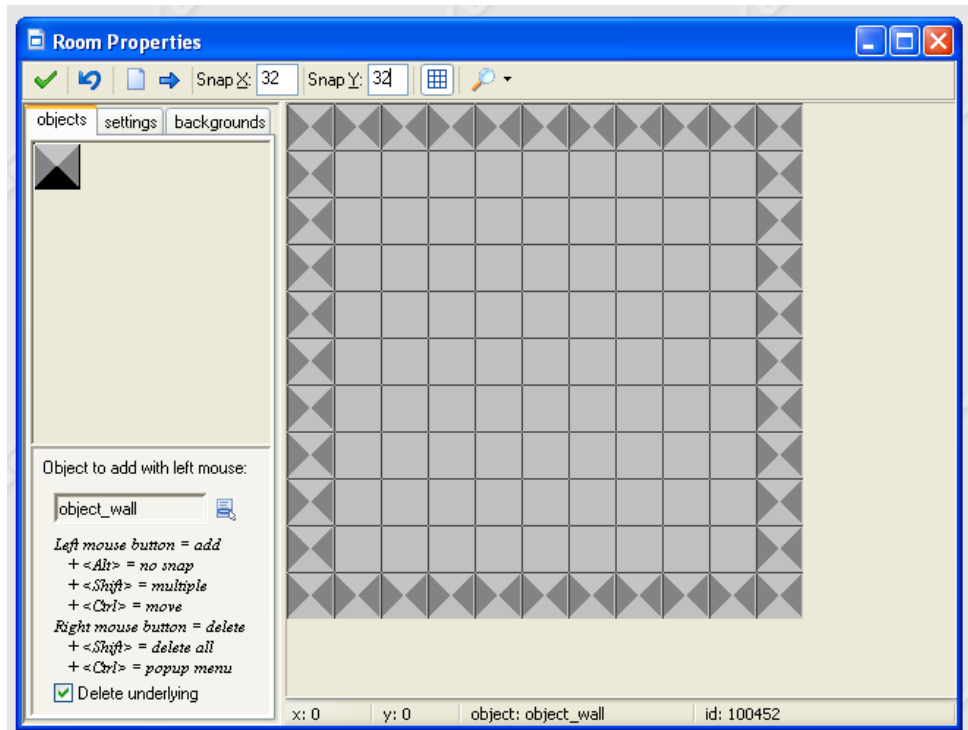 Room Properties
Snap X: 32 Snap Y: 32
objects settings backgrounds
Object to add with left mouse:
object_wall
Left mouse button = add
+ <Alt> = no snap
+ <Shift> = multiple
+ <Ctrl> = move
Right mouse button = delete
+ <Shift> = delete all
+ <Ctrl> = popup menu
Delete underlying
x: 0 y: 0 object: object_wall id: 100452